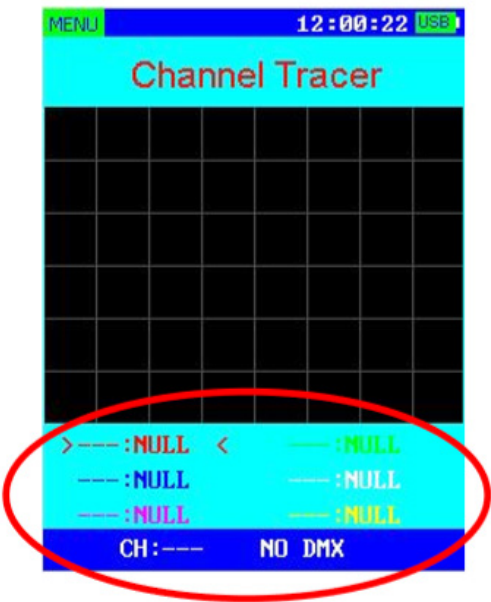 MENU 12:00:22 USB
Channel Tracer
>---:NULL < ---:NULL
---:NULL ---:NULL
---:NULL ---:NULL
CH:--- NO DMX